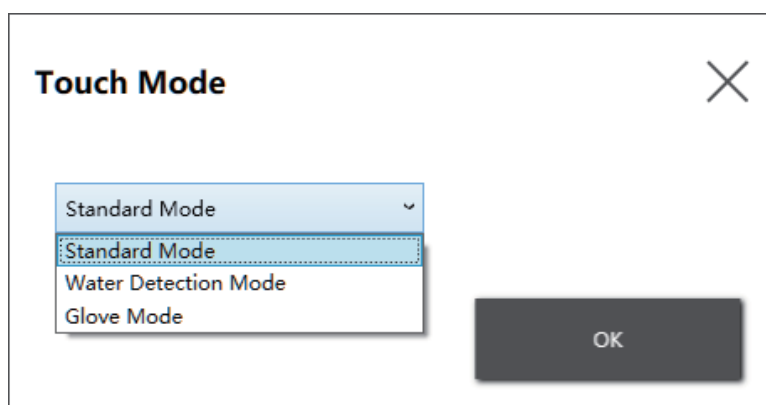 Touch Mode
Standard Mode
Standard Mode
Water Detection Mode
Glove Mode
OK